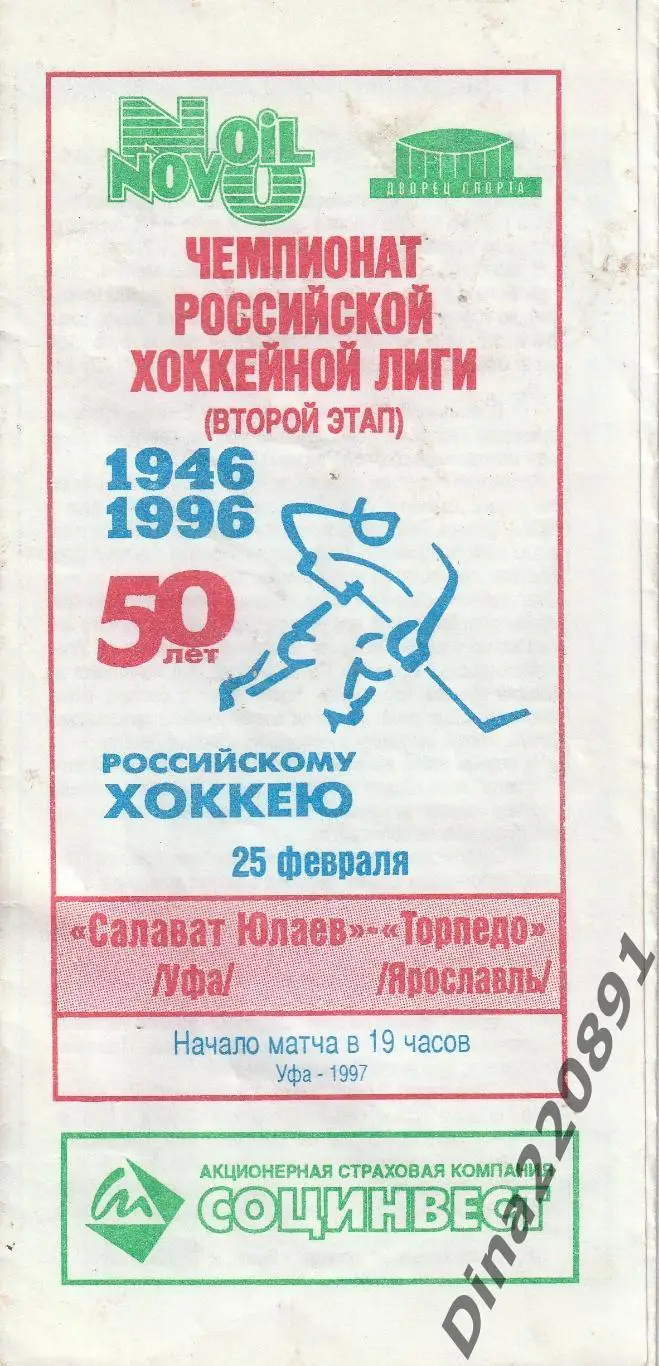 NOVOIL
NU
ДВОРЕЦ СПОРТА
ЧЕМПИОНАТ
РОССИЙСКОЙ
ХОККЕЙНОЙ ЛИГИ
(ВТОРОЙ ЭТАП)
1946
1996
50
лет
РОССИЙСКОМУ
ХОККЕЮ
25 февраля
«Салават Юлаев»-«Торпедо»
/Уфа/ /Ярославль/
Начало матча в 19 часов
Уфа - 1997
АКЦИОНЕРНАЯ СТРАХОВАЯ КОМПАНИЯ
СОЦИНВЕСТ
Dina220891